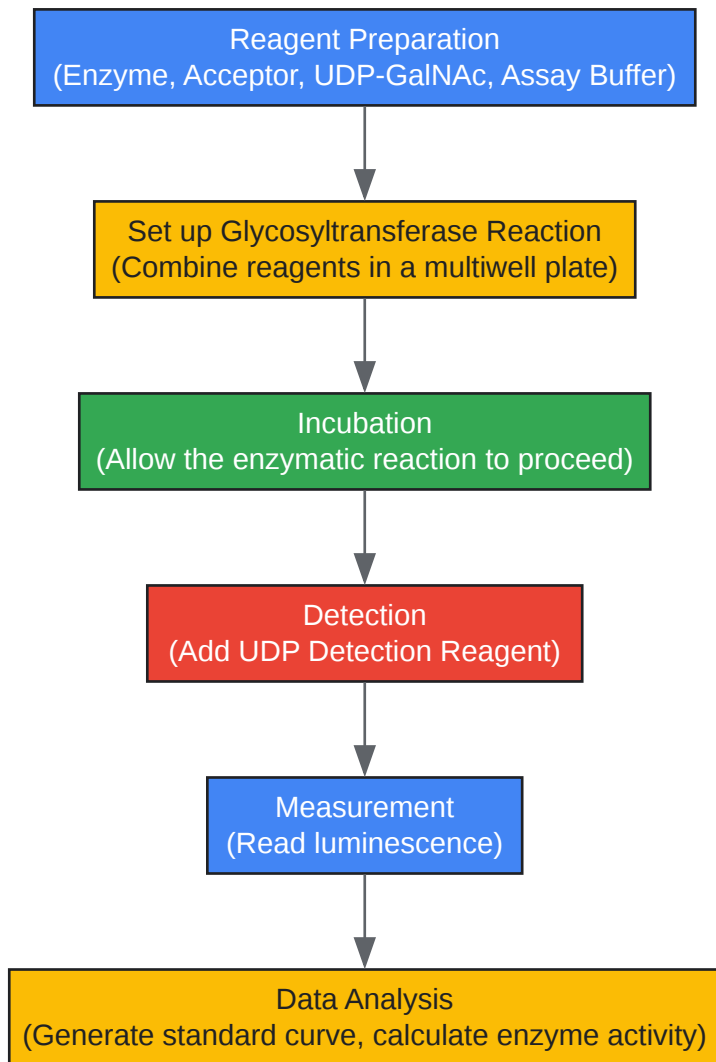 Reagent Preparation
(Enzyme, Acceptor, UDP-GalNAc, Assay Buffer)
Set up Glycosyltransferase Reaction
(Combine reagents in a multiwell plate)
Incubation
(Allow the enzymatic reaction to proceed)
Detection
(Add UDP Detection Reagent)
Measurement
(Read luminescence)
Data Analysis
(Generate standard curve, calculate enzyme activity)